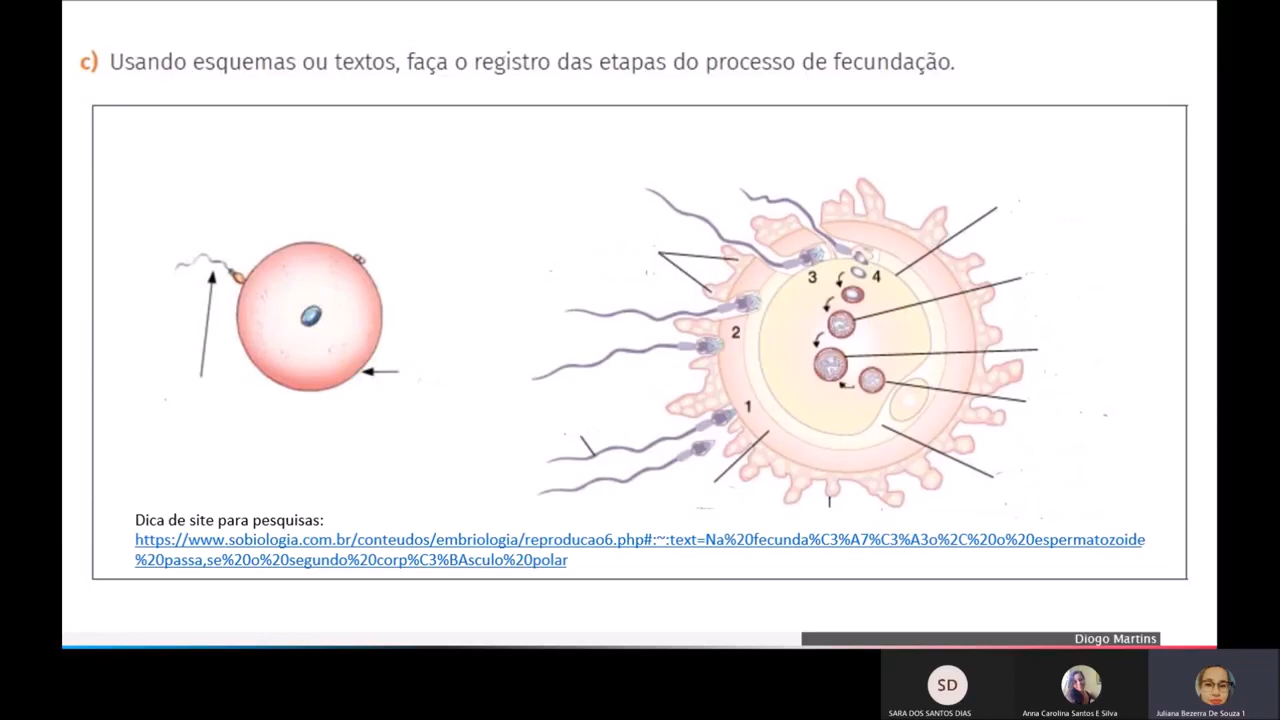 c) Usando esquemas ou textos, faça o registro das etapas do processo de fecundação.
3
4
2
1
Dica de site para pesquisas:
https://www.sobiologia.com.br/conteudos/embriologia/reproducao6.php#:~:text=Na%20fecunda%C3%A7%C3%A3o%2C%20o%20espermatozoide
%20passa,se%20o%20segundo%20corp%C3%BAsculo%20polar
Diogo Martins
SD
SARA DOS SANTOS DIAS
Anna Carolina Santos E Silva
Juliana Bezerra De Souza 1